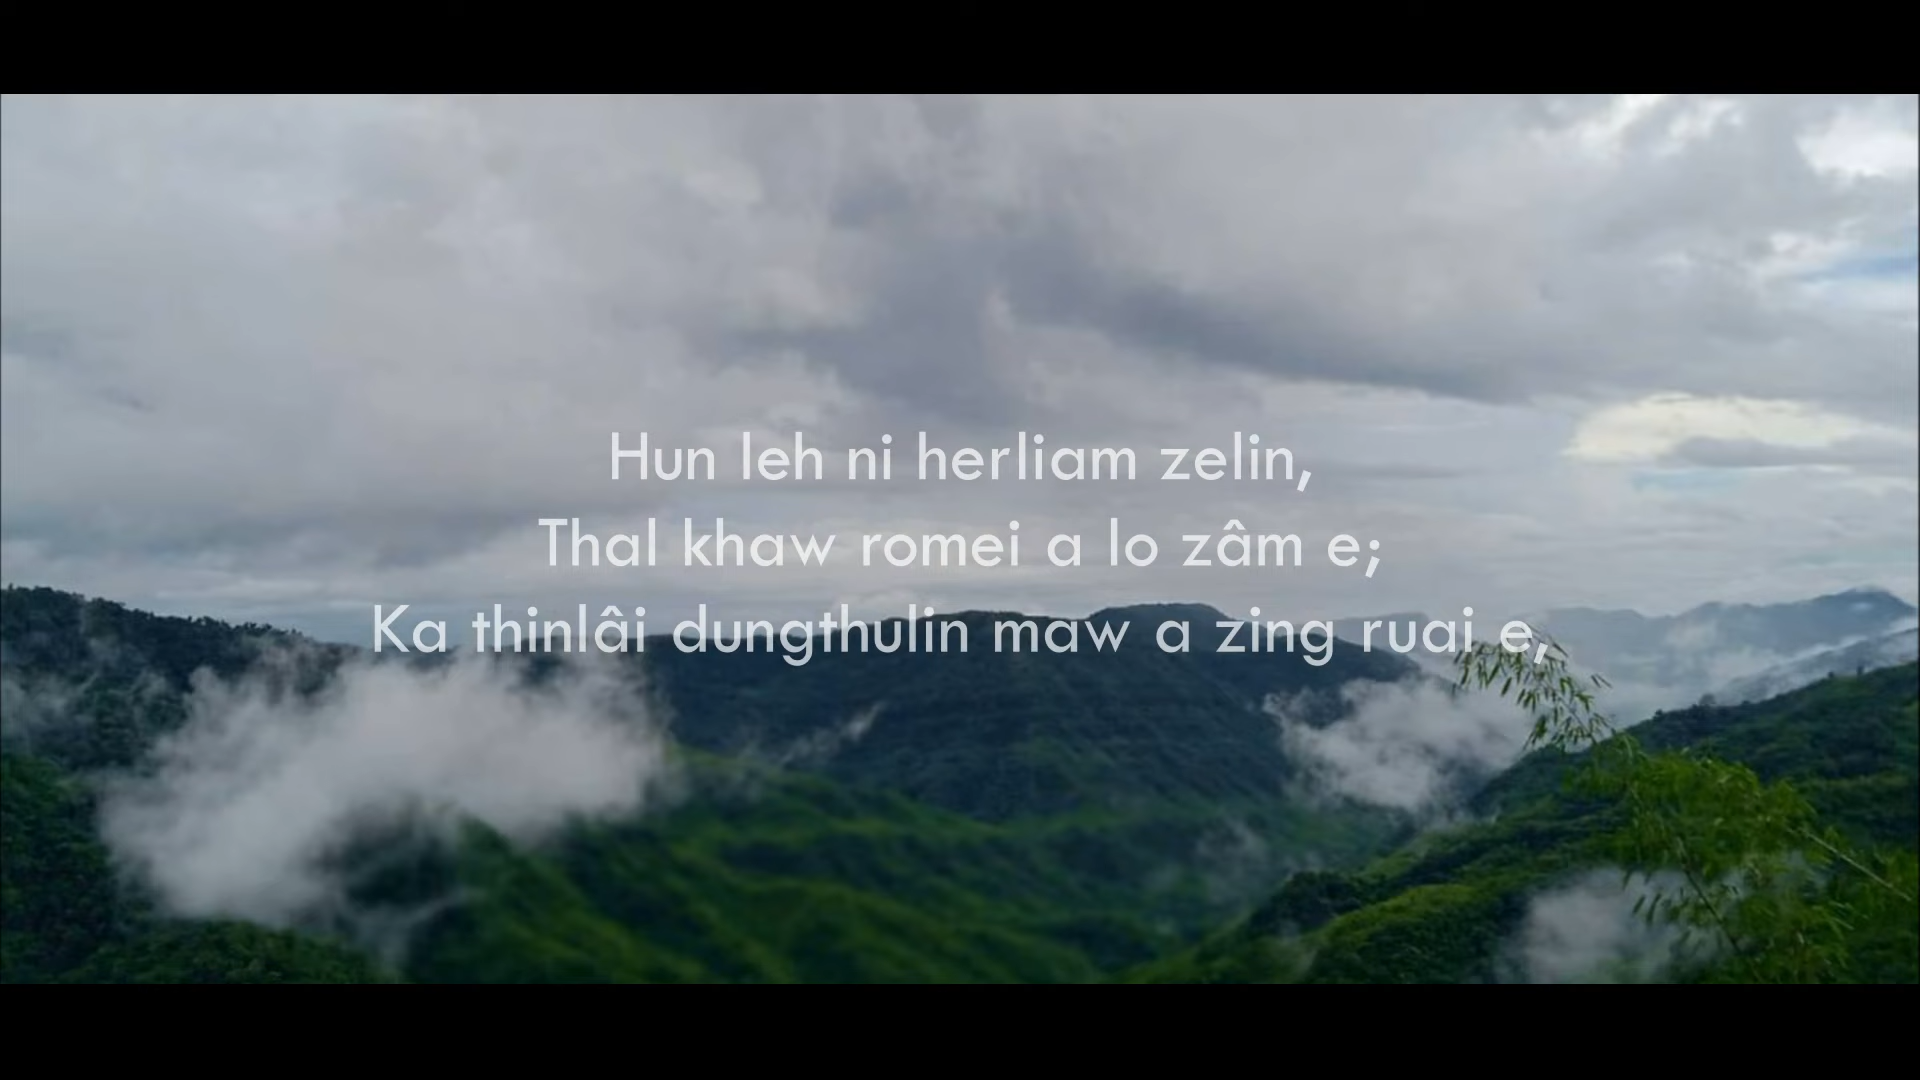 Hun leh ni herliam zelin,
Thal khaw romei a lo zâm e;
Ka thinlâi dungthulin maw a zing ruai e,